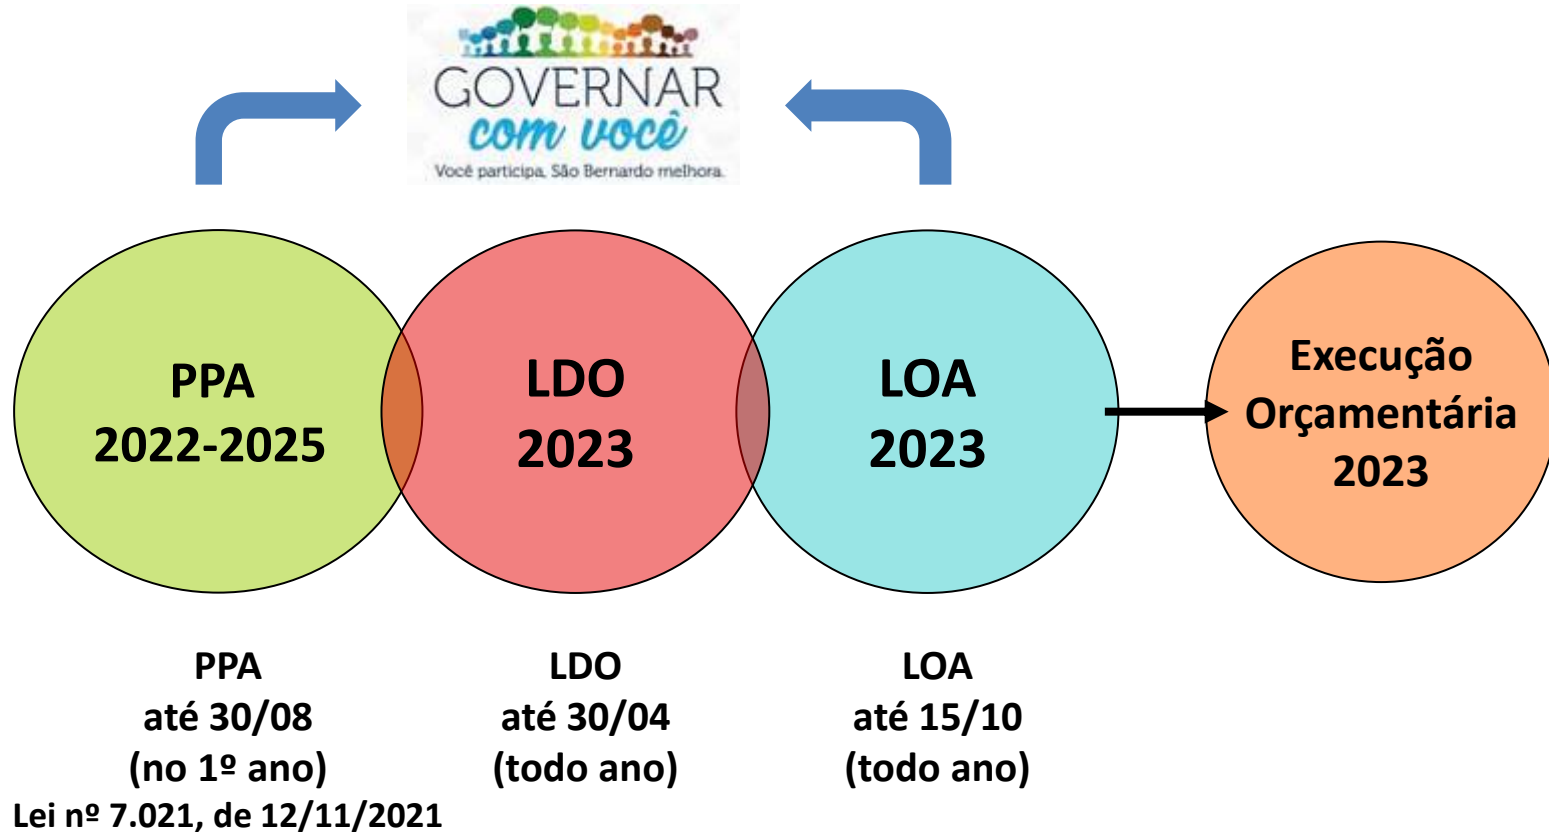 GOVERNAR
com você
Você participa, São Bernardo melhora.
PPA
2022-2025
LDO
2023
LOA
2023
Execução
Orçamentária
2023
PPA
até 30/08
(no 1º ano)
Lei nº 7.021, de 12/11/2021
LDO
até 30/04
(todo ano)
LOA
até 15/10
(todo ano)